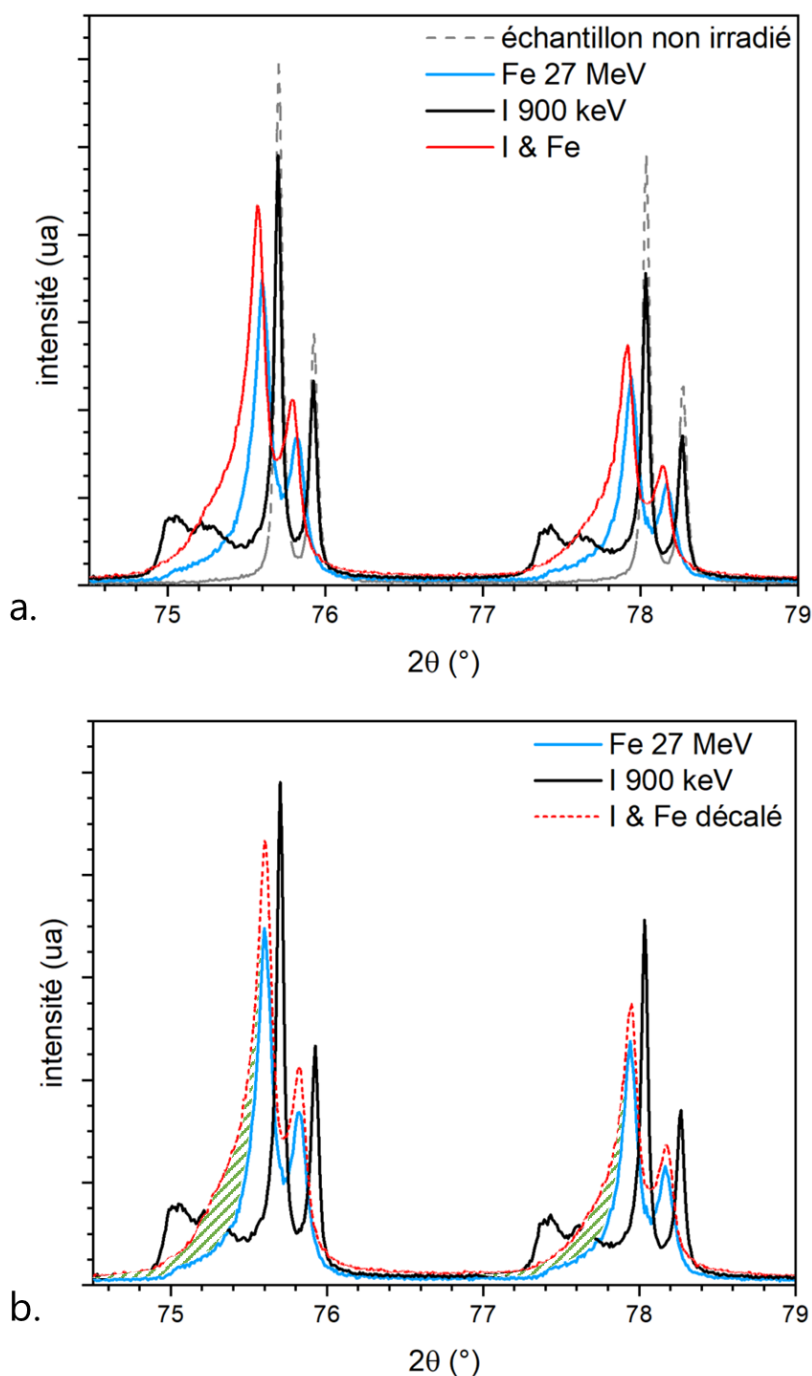 échantillon non irradié
Fe 27 MeV
I 900 keV
I & Fe
intensité (ua)
75 76 77 78 79
a.
2θ (°)
Fe 27 MeV
I 900 keV
I & Fe décalé
intensité (ua)
75 76 77 78 79
b.
2θ (°)